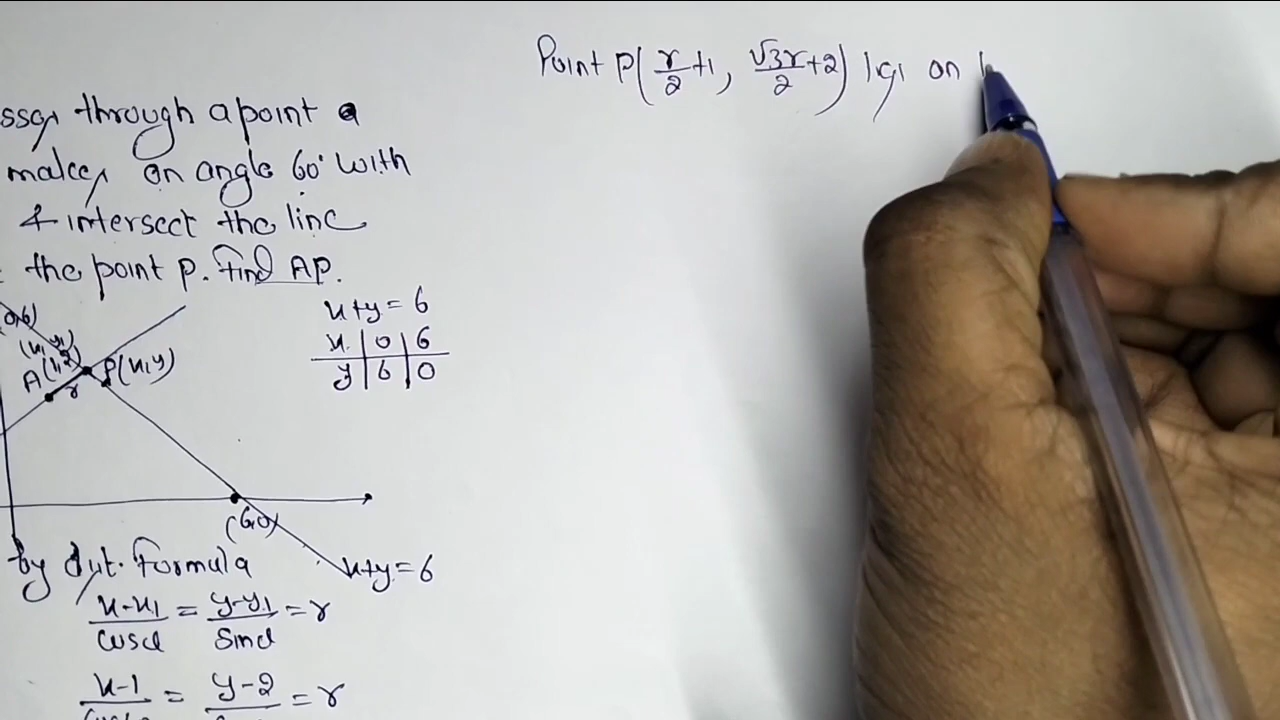 Point P(r/2+1, √3r/2+2) lies on
sses through a point a
makes an angle 60° with
& intersect the line
the point P. Find AP.
x+y=6
x 0 6
y 6 0
(0,6)
(x1 y1)
A(1,2)
P(x,y)
r
(6,0)
x+y=6
by dist. Formula
x-x1/cosα = y-y1/sinα = r
x-1 = y-2 = r